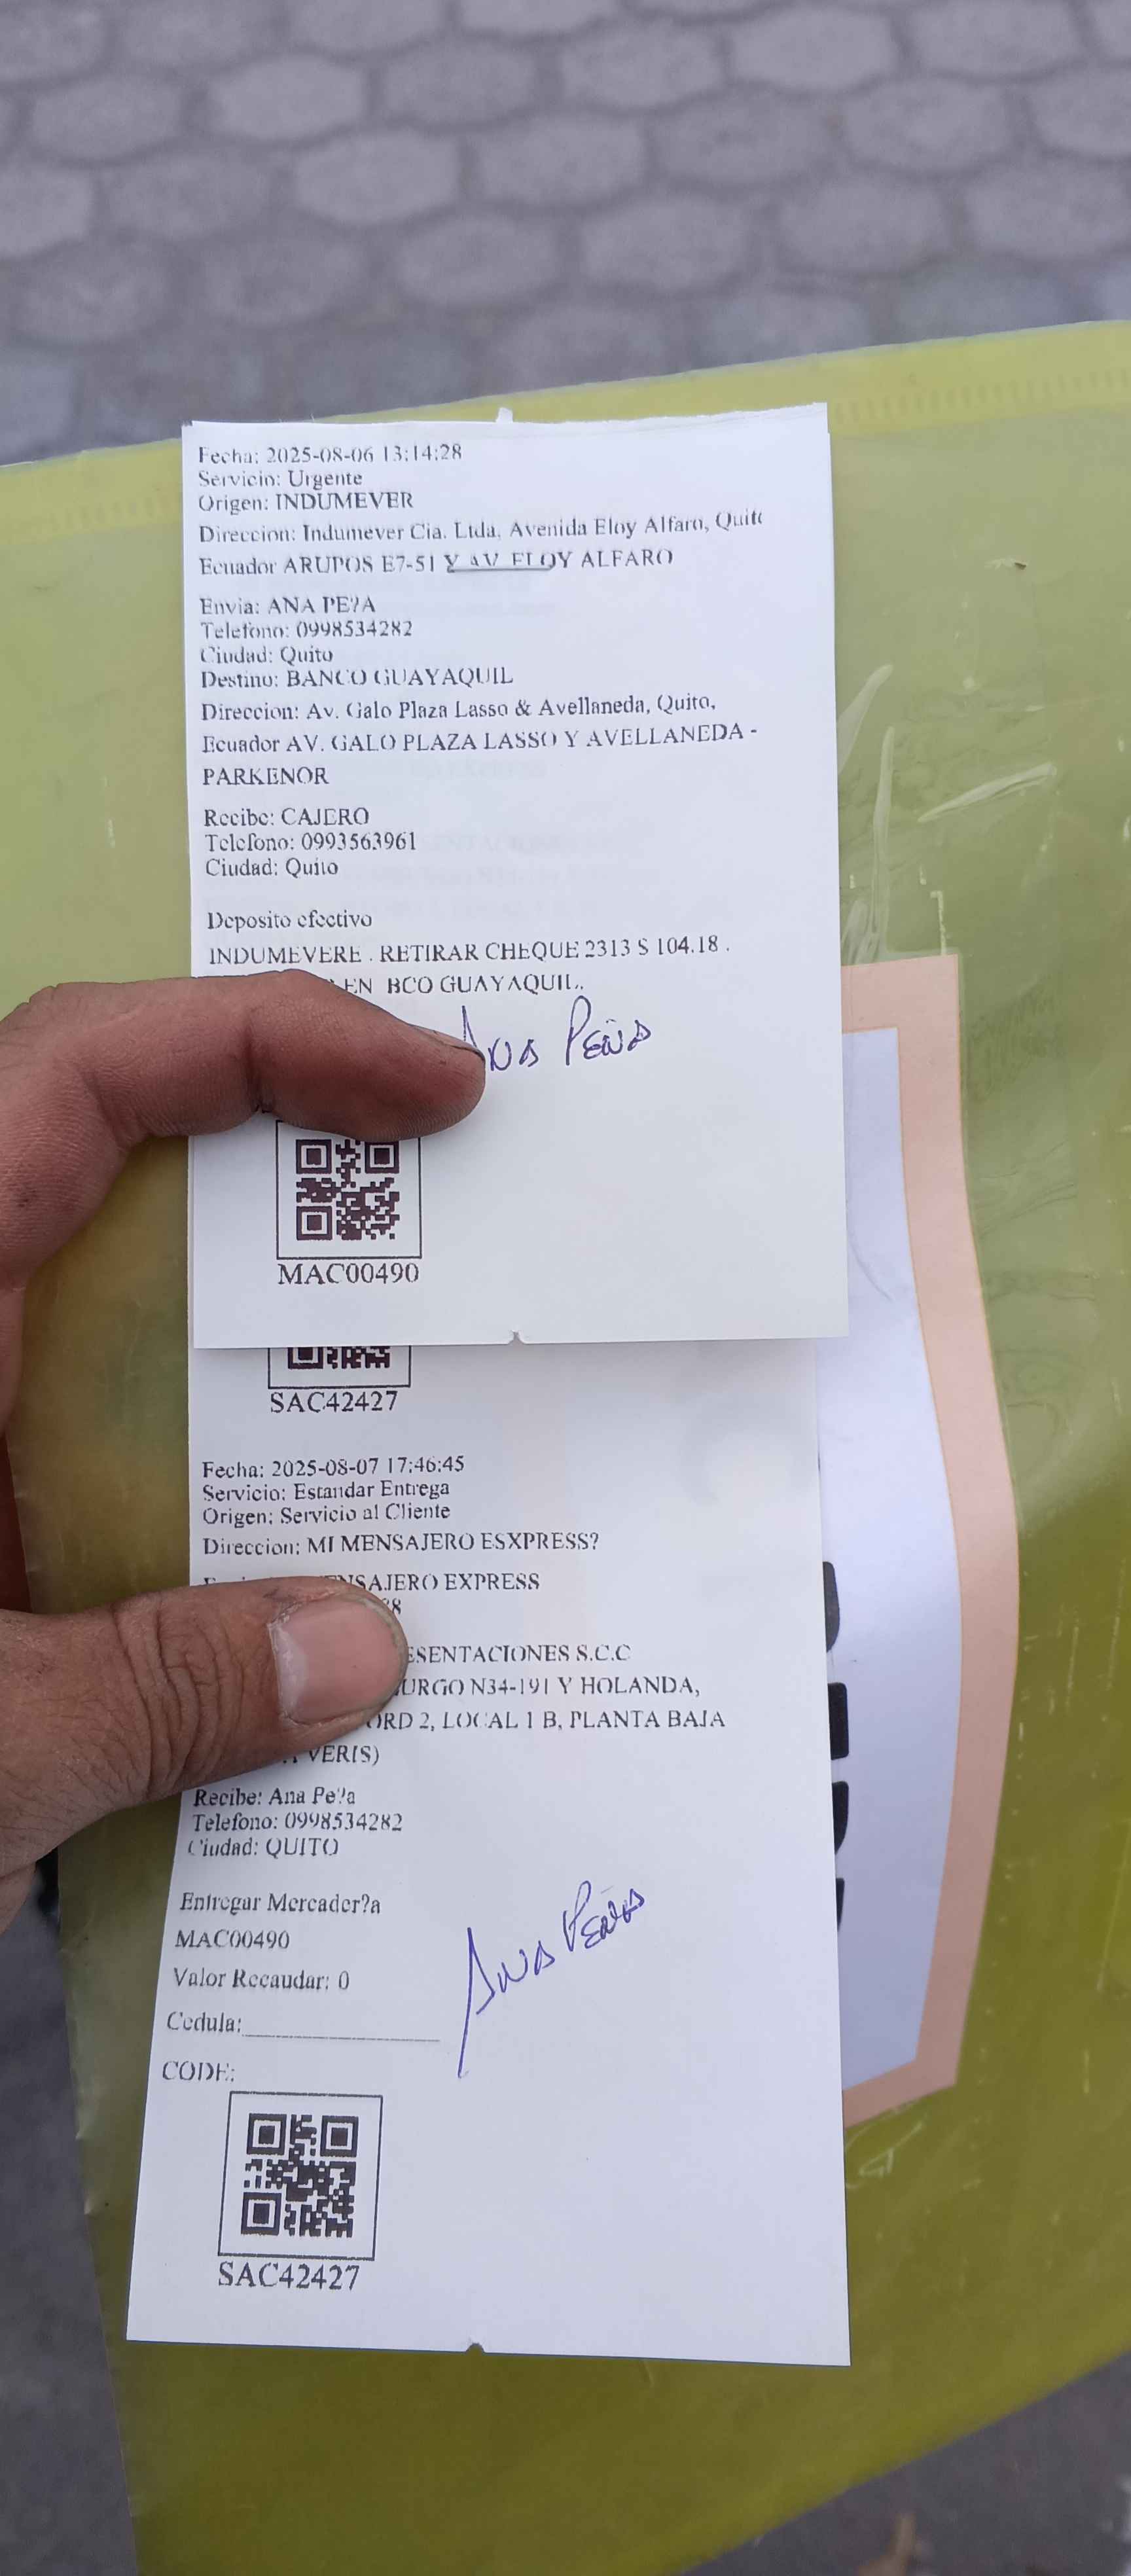 Fecha: 2025-08-06 13:14:28
Servicio: Urgente
Origen: INDUMEVER
Direccion: Indumever Cia. Ltda, Avenida Eloy Alfaro, Quito
Ecuador ARUPOS E7-51 Y AV. ELOY ALFARO
Envia: ANA PE?A
Telefono: 0998534282
Ciudad: Quito
Destino: BANCO GUAYAQUIL
Direccion: Av. Galo Plaza Lasso & Avellaneda, Quito,
Ecuador AV. GALO PLAZA LASSO Y AVELLANEDA -
PARKENOR
Recibe: CAJERO
Telefono: 0993563961
Ciudad: Quito
Deposito efectivo
INDUMEVERE . RETIRAR CHEQUE 2313 $ 104.18 .
EN BCO GUAYAQUIL.
Ana Peña
MAC00490
SAC42427
Fecha: 2025-08-07 17:46:45
Servicio: Estandar Entrega
Origen: Servicio al Cliente
Direccion: MI MENSAJERO ESXPRESS?
EXPRESS
S.C.C
N34-191 Y HOLANDA,
2, LOCAL 1 B, PLANTA BAJA
VERIS)
Recibe: Ana Pe?a
Telefono: 0998534282
Ciudad: QUITO
Entregar Mercader?a
MAC00490
Valor Recaudar: 0
Cedula:
Ana Peña
CODE:
SAC42427